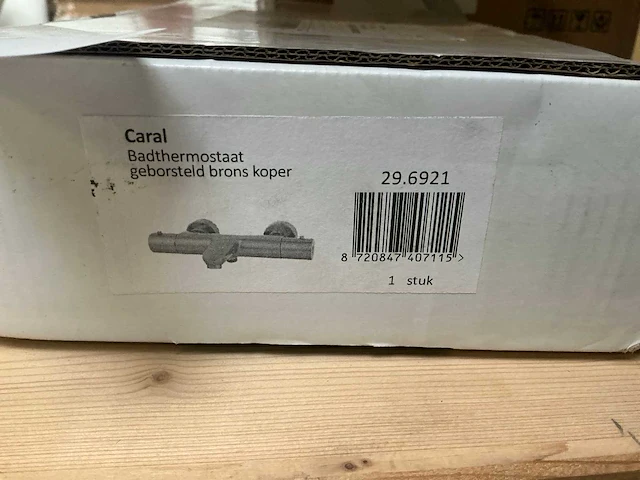 Caral
Badthermostaat
geborsteld brons koper
29.6921
8 720847 407115 >
1 stuk